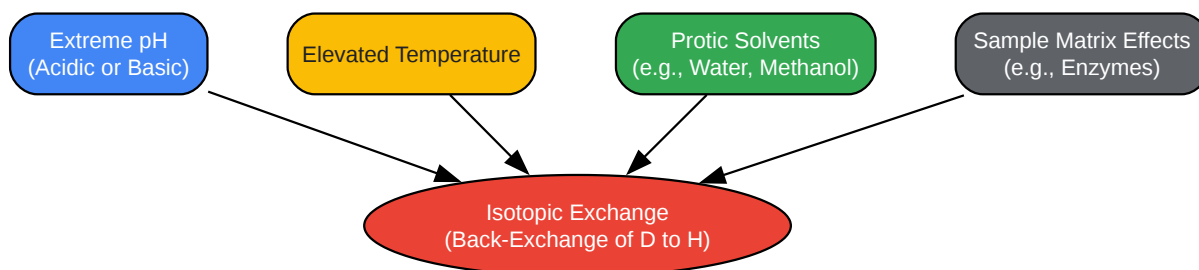 Extreme pH
(Acidic or Basic)
Elevated Temperature
Protic Solvents
(e.g., Water, Methanol)
Sample Matrix Effects
(e.g., Enzymes)
Isotopic Exchange
(Back-Exchange of D to H)